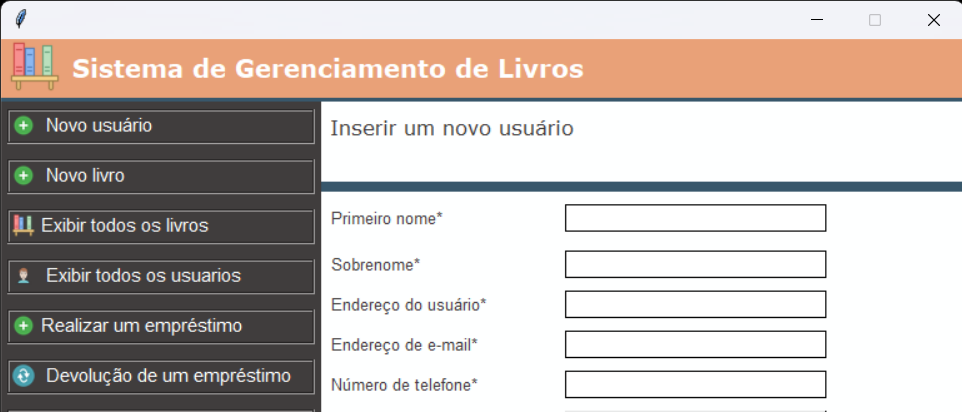 Sistema de Gerenciamento de Livros
Novo usuário
Novo livro
Exibir todos os livros
Exibir todos os usuarios
Realizar um empréstimo
Devolução de um empréstimo
Inserir um novo usuário
Primeiro nome*
Sobrenome*
Endereço do usuário*
Endereço de e-mail*
Número de telefone*